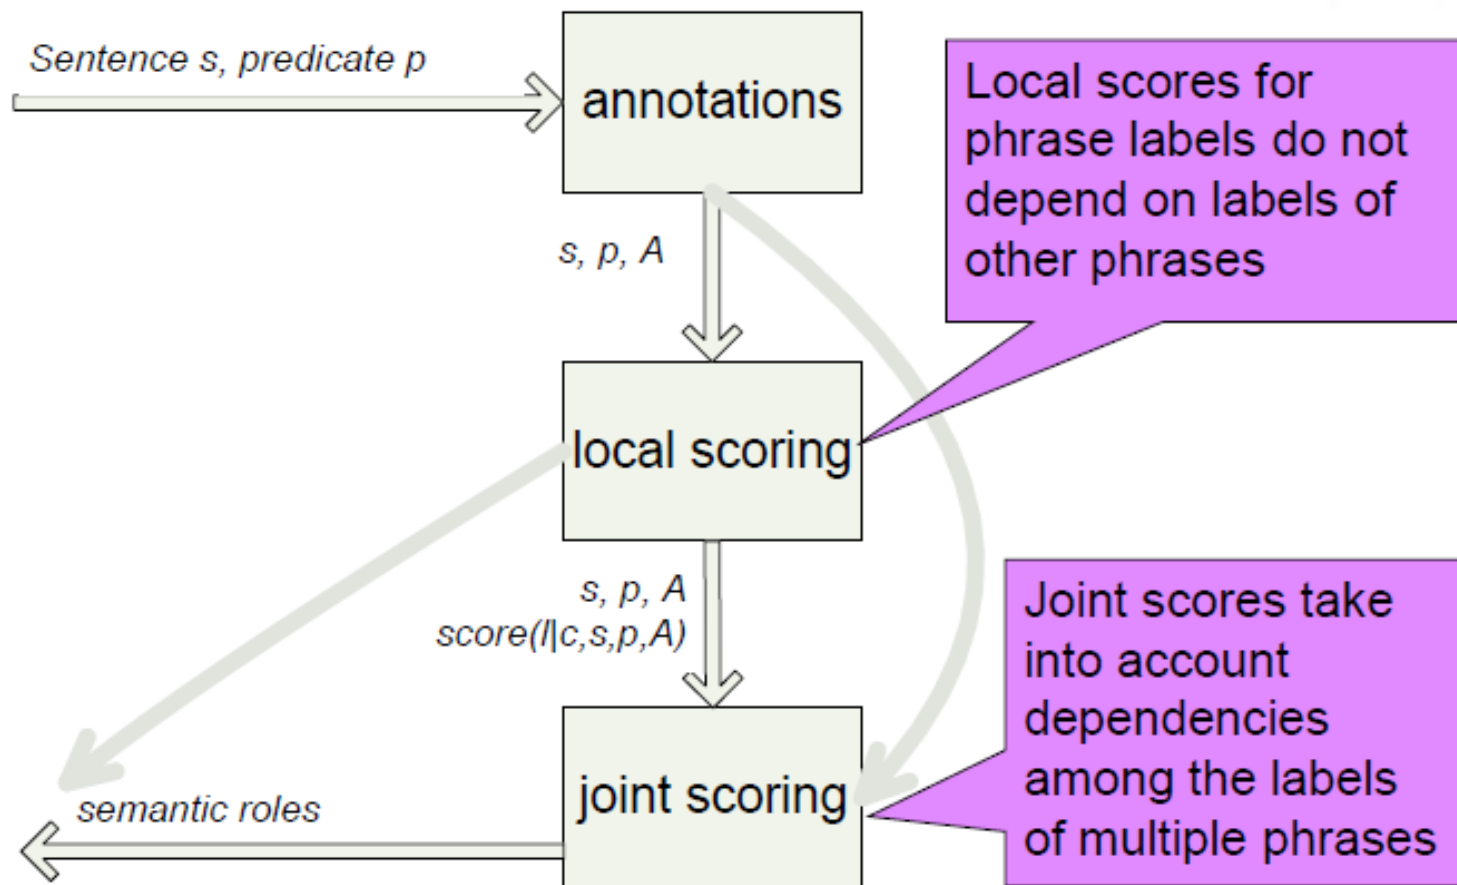 Sentence s, predicate p
annotations
Local scores for
phrase labels do not
depend on labels of
other phrases
s, p, A
local scoring
s, p, A
score(l|c,s,p,A)
Joint scores take
into account
dependencies
among the labels
of multiple phrases
joint scoring
semantic roles